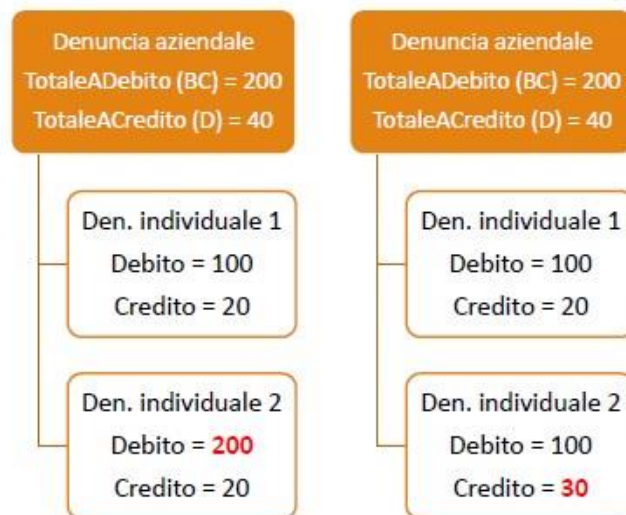 Denuncia aziendale
TotaleADebito (BC) = 200
TotaleACredito (D) = 40
Den. individuale 1
Debito = 100
Credito = 20
Den. individuale 2
Debito = 200
Credito = 20
Denuncia aziendale
TotaleADebito (BC) = 200
TotaleACredito (D) = 40
Den. individuale 1
Debito = 100
Credito = 20
Den. individuale 2
Debito = 100
Credito = 30